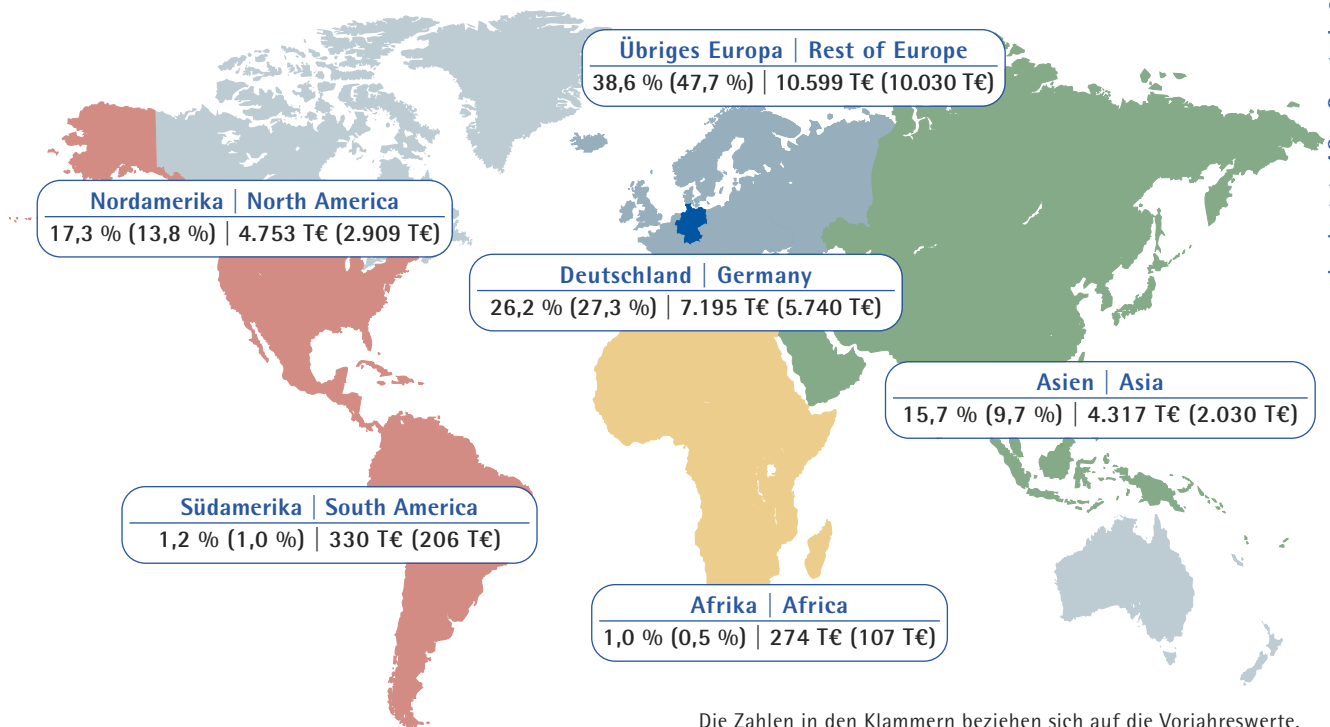 Übriges Europa | Rest of Europe
38,6 % (47,7 %) | 10.599 T€ (10.030 T€)
Nordamerika | North America
17,3 % (13,8 %) | 4.753 T€ (2.909 T€)
Deutschland | Germany
26,2 % (27,3 %) | 7.195 T€ (5.740 T€)
Asien | Asia
15,7 % (9,7 %) | 4.317 T€ (2.030 T€)
Südamerika | South America
1,2 % (1,0 %) | 330 T€ (206 T€)
Afrika | Africa
1,0 % (0,5 %) | 274 T€ (107 T€)
Die Zahlen in den Klammern beziehen sich auf die Vorjahreswerte.